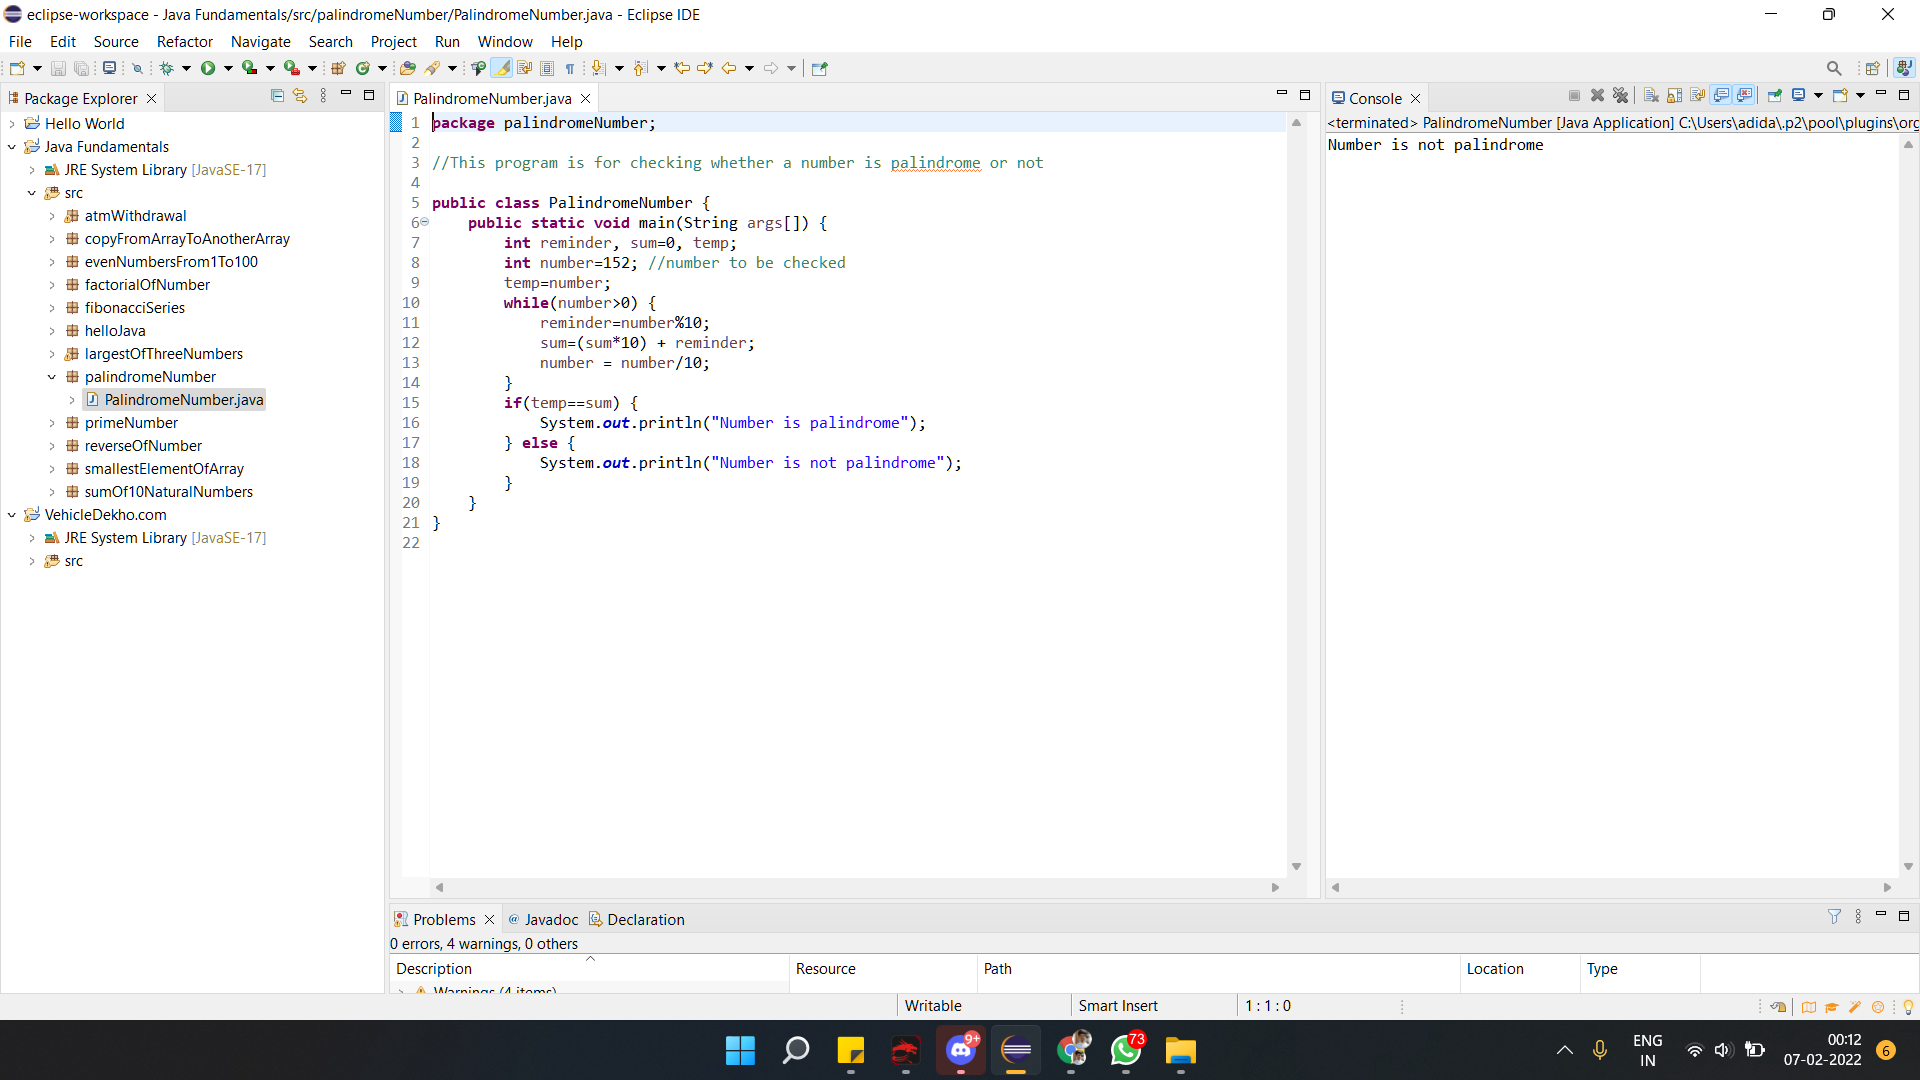 eclipse-workspace - Java Fundamentals/src/palindromeNumber/PalindromeNumber.java - Eclipse IDE
File Edit Source Refactor Navigate Search Project Run Window Help
Package Explorer
Hello World
Java Fundamentals
JRE System Library [JavaSE-17]
src
atmWithdrawal
copyFromArrayToAnotherArray
evenNumbersFrom1To100
factorialOfNumber
fibonacciSeries
helloJava
largestOfThreeNumbers
palindromeNumber
PalindromeNumber.java
primeNumber
reverseOfNumber
smallestElementOfArray
sumOf10NaturalNumbers
VehicleDekho.com
JRE System Library [JavaSE-17]
src
PalindromeNumber.java
1 package palindromeNumber;
2
3 //This program is for checking whether a number is palindrome or not
4
5 public class PalindromeNumber {
6 public static void main(String args[]) {
7 int reminder, sum=0, temp;
8 int number=152; //number to be checked
9 temp=number;
10 while(number>0) {
11 reminder=number%10;
12 sum=(sum*10) + reminder;
13 number = number/10;
14 }
15 if(temp==sum) {
16 System.out.println("Number is palindrome");
17 } else {
18 System.out.println("Number is not palindrome");
19 }
20 }
21 }
22
Console
<terminated> PalindromeNumber [Java Application] C:\Users\adida\.p2\pool\plugins\org
Number is not palindrome
Problems Javadoc Declaration
0 errors, 4 warnings, 0 others
Description Resource Path Location Type
Warnings (4 items)
Writable Smart Insert 1 : 1 : 0
9+
73
ENG
IN
00:12
07-02-2022
6